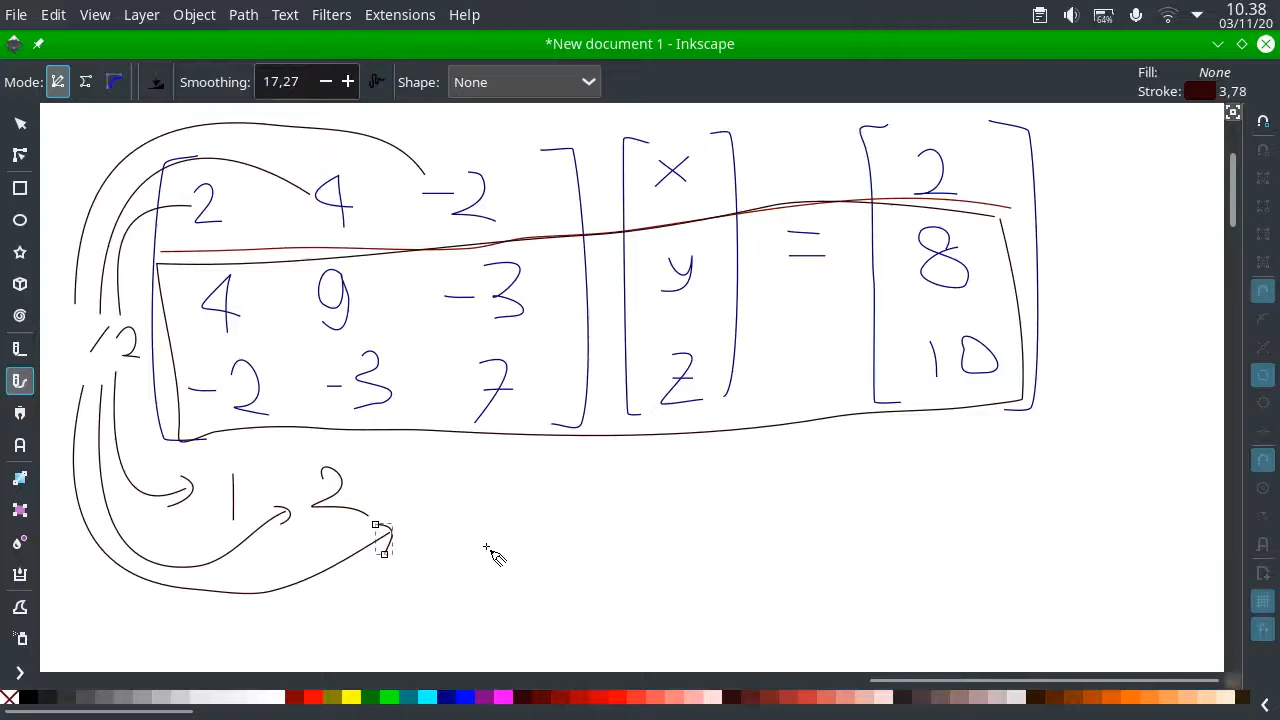 File Edit View Layer Object Path Text Filters Extensions Help 64% 10.38
03/11/20
*New document 1 - Inkscape
Mode: Smoothing: 17,27 Shape: None Fill: None
Stroke: 3,78
2 4 -2 x 2
4 9 -3 y = 8
/2
-2 -3 7 z 10
1 2